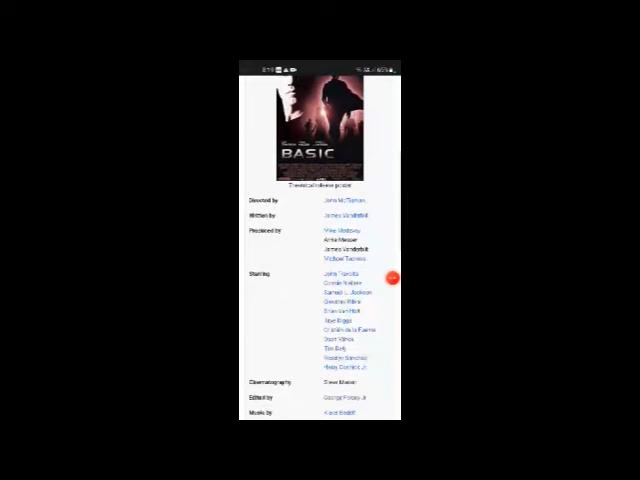 BASIC
Theatrical release poster
Directed by John McTiernan
Written by James Vanderbilt
Produced by Mike Medavoy
Arnie Messer
James Vanderbilt
Michael Tadross
Starring John Travolta
Connie Nielsen
Samuel L. Jackson
Giovanni Ribisi
Brian Van Holt
Taye Diggs
Cristián de la Fuente
Dash Mihok
Tim Daly
Roselyn Sánchez
Harry Connick Jr.
Cinematography Steve Mason
Edited by George Folsey Jr.
Music by Klaus Badelt